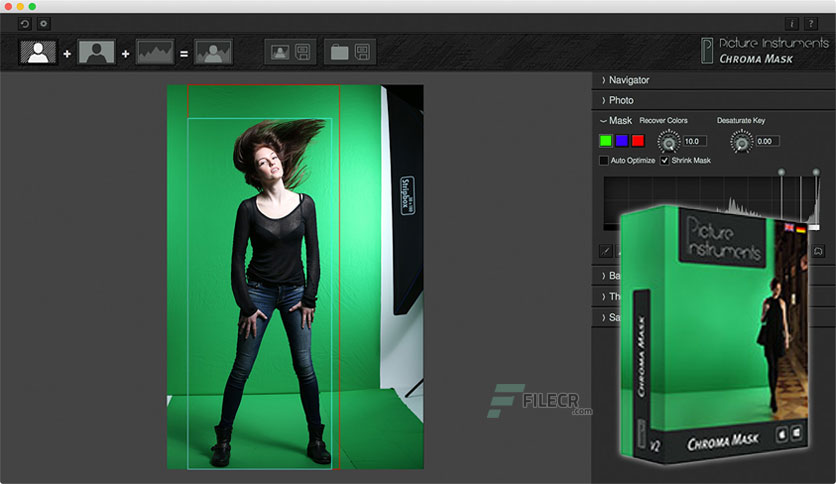 i ?
Picture Instruments
CHROMA MASK
Navigator
Photo
Mask Recover Colors Desaturate Key
10.0 0.00
Auto Optimize Shrink Mask
Stripbox
Picture
Instruments
Ba
Th
Sa
CHROMA MASK
FILECR
.com
V2 CHROMA MASK